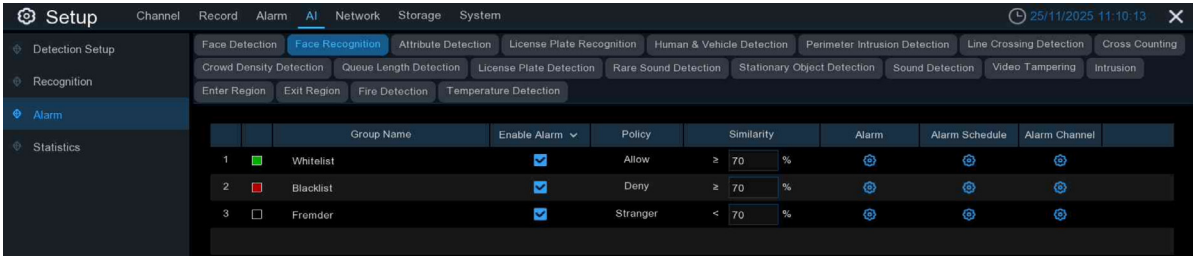 Setup Channel Record Alarm AI Network Storage System 25/11/2025 11:10:13
Detection Setup
Recognition
Alarm
Statistics
Face Detection Face Recognition Attribute Detection License Plate Recognition Human & Vehicle Detection Perimeter Intrusion Detection Line Crossing Detection Cross Counting
Crowd Density Detection Queue Length Detection License Plate Detection Rare Sound Detection Stationary Object Detection Sound Detection Video Tampering Intrusion
Enter Region Exit Region Fire Detection Temperature Detection
Group Name Enable Alarm Policy Similarity Alarm Alarm Schedule Alarm Channel
1 Whitelist Allow ≥ 70 %
2 Blacklist Deny ≥ 70 %
3 Fremder Stranger < 70 %